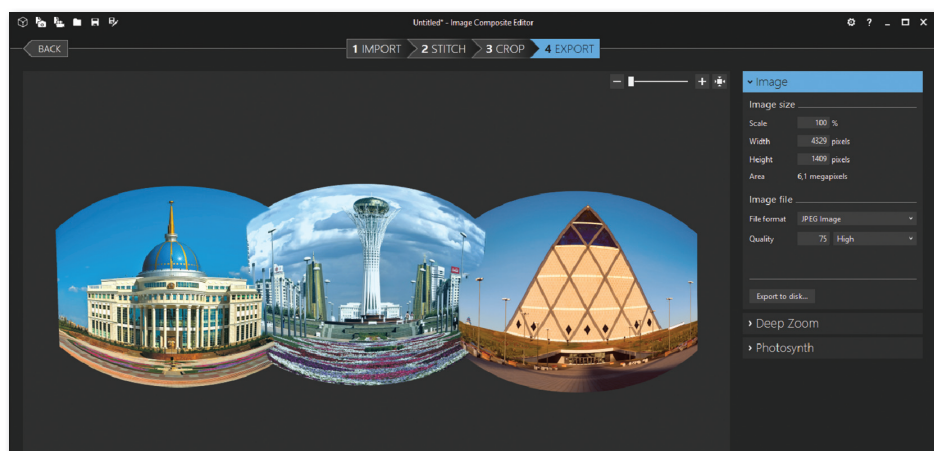 Untitled* - Image Composite Editor
?
BACK
1 IMPORT
2 STITCH
3 CROP
4 EXPORT
Image
Image size
Scale 100 %
Width 4329 pixels
Height 1409 pixels
Area 6,1 megapixels
Image file
File format JPEG Image
Quality 75 High
Export to disk...
Deep Zoom
Photosynth